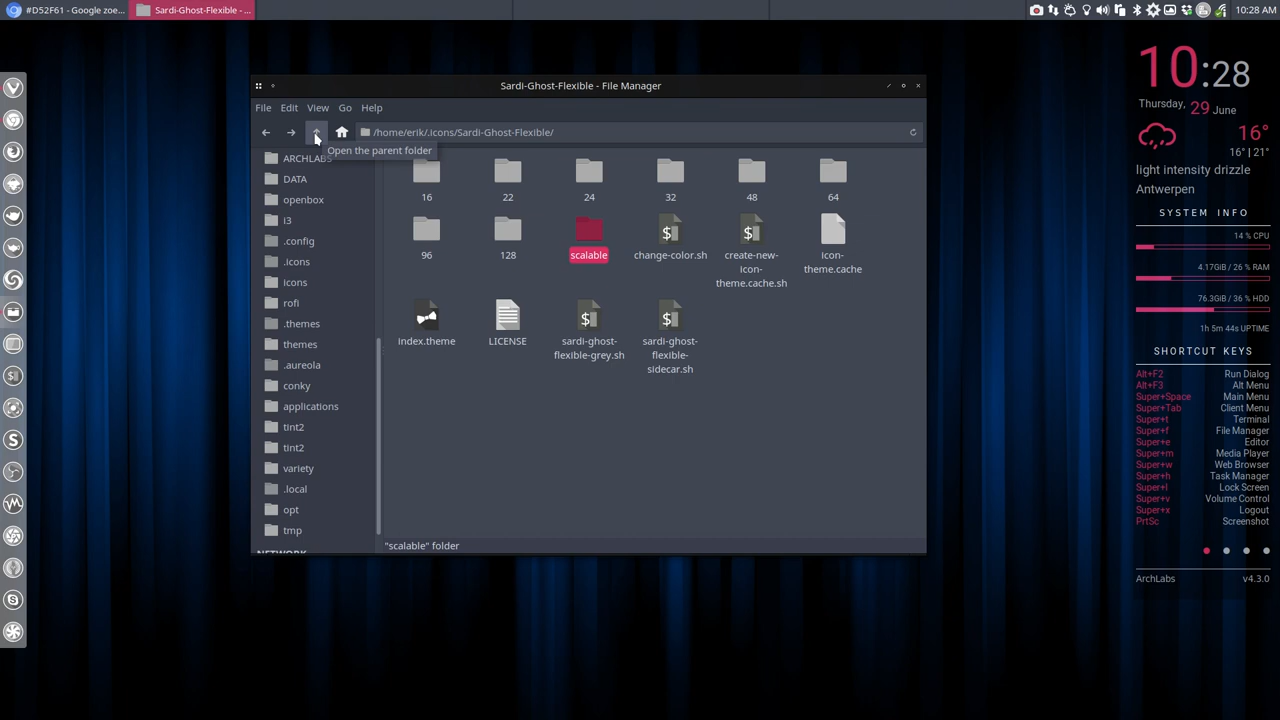 #D52F61 - Google zoe...
Sardi-Ghost-Flexible - ...
10:28 AM
Sardi-Ghost-Flexible - File Manager
File Edit View Go Help
/home/erik/.icons/Sardi-Ghost-Flexible/
Open the parent folder
ARCHLABS
DATA
openbox
i3
.config
.icons
icons
rofi
.themes
themes
.aureola
conky
applications
tint2
tint2
variety
.local
opt
tmp
NETWORK
16
22
24
32
48
64
96
128
scalable
change-color.sh
create-new-
icon-
theme.cache.sh
icon-
theme.cache
index.theme
LICENSE
sardi-ghost-
flexible-grey.sh
sardi-ghost-
flexible-
sidecar.sh
"scalable" folder
10:28
Thursday, 29 June
16°
16° | 21°
light intensity drizzle
Antwerpen
SYSTEM INFO
14 % CPU
4.17GiB / 26 % RAM
76.3GiB / 36 % HDD
1h 5m 44s UPTIME
SHORTCUT KEYS
Alt+F2 Run Dialog
Alt+F3 Alt Menu
Super+Space Main Menu
Super+Tab Client Menu
Super+t Terminal
Super+f File Manager
Super+e Editor
Super+m Media Player
Super+w Web Browser
Super+h Task Manager
Super+l Lock Screen
Super+v Volume Control
Super+x Logout
PrtSc Screenshot
ArchLabs v4.3.0